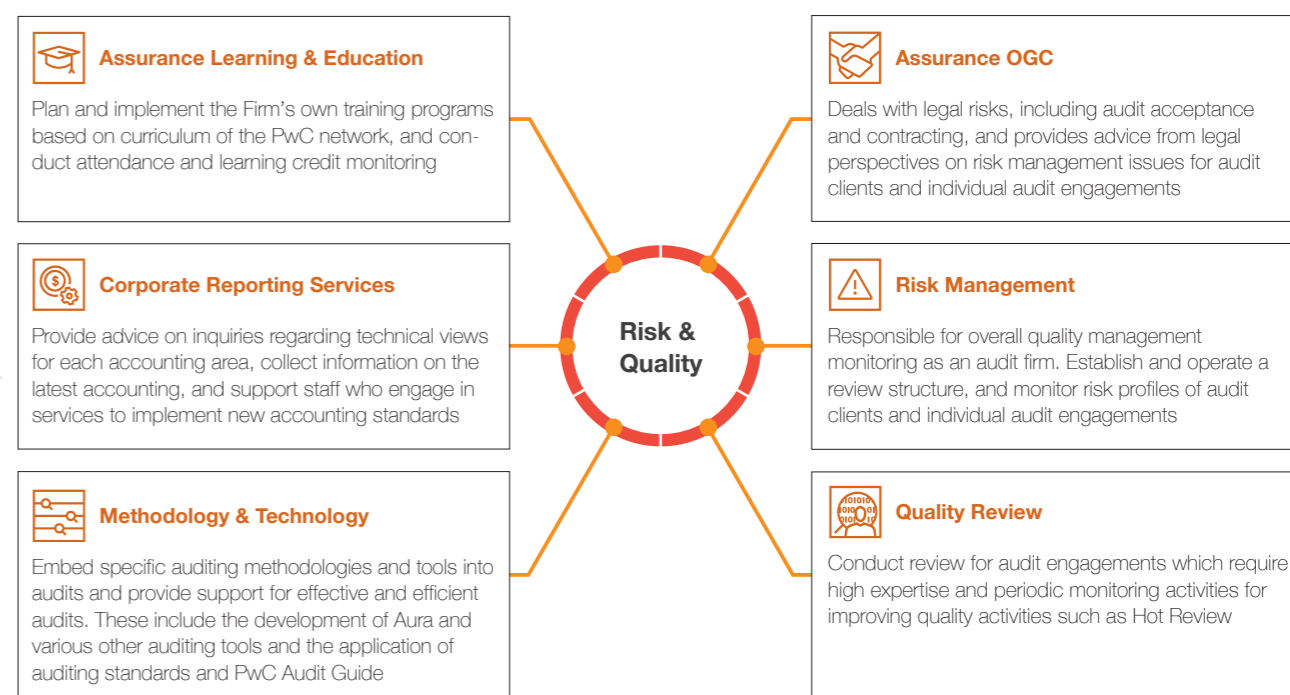 Assurance Learning & Education
Plan and implement the Firm's own training programs
based on curriculum of the PwC network, and con-
duct attendance and learning credit monitoring
Corporate Reporting Services
Provide advice on inquiries regarding technical views
for each accounting area, collect information on the
latest accounting, and support staff who engage in
services to implement new accounting standards
Methodology & Technology
Embed specific auditing methodologies and tools into
audits and provide support for effective and efficient
audits. These include the development of Aura and
various other auditing tools and the application of
auditing standards and PwC Audit Guide
Risk &
Quality
Assurance OGC
Deals with legal risks, including audit acceptance
and contracting, and provides advice from legal
perspectives on risk management issues for audit
clients and individual audit engagements
Risk Management
Responsible for overall quality management
monitoring as an audit firm. Establish and operate a
review structure, and monitor risk profiles of audit
clients and individual audit engagements
Quality Review
Conduct review for audit engagements which require
high expertise and periodic monitoring activities for
improving quality activities such as Hot Review